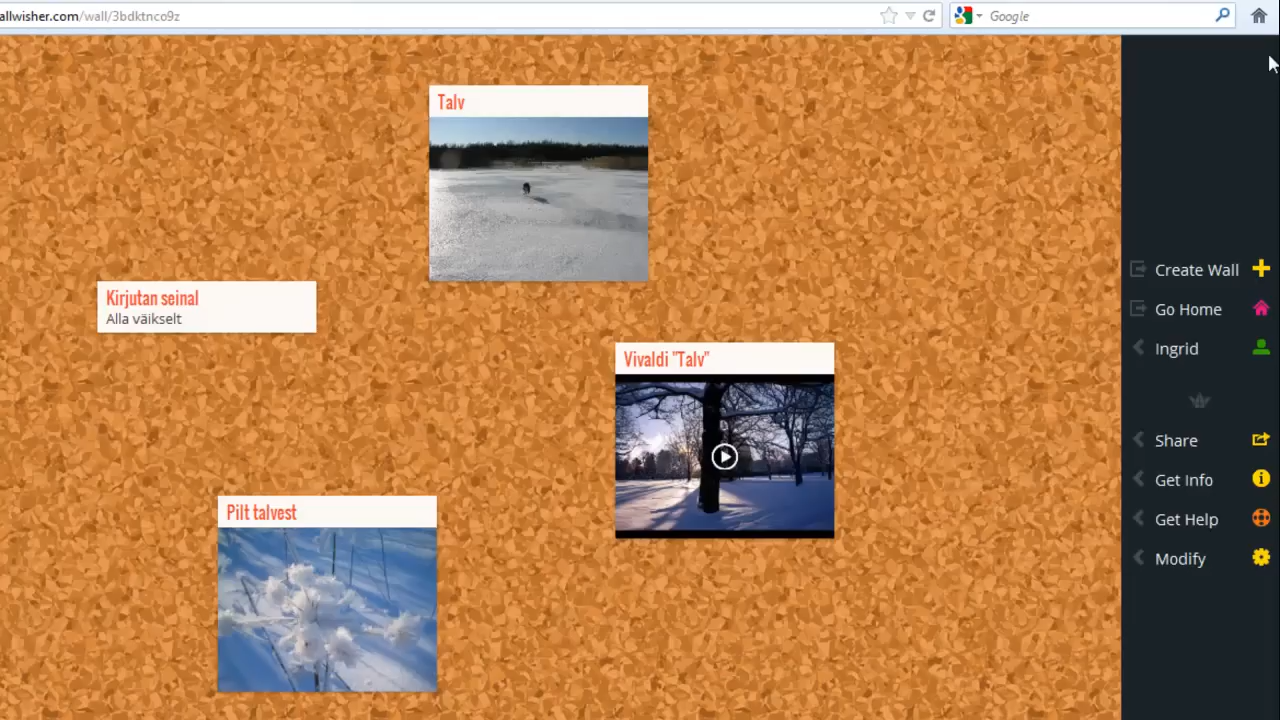 allwisher.com/wall/3bdktnco9z
Google
Talv
Kirjutan seinal
Alla väikselt
Vivaldi "Talv"
Pilt talvest
Create Wall
Go Home
Ingrid
Share
Get Info
Get Help
Modify